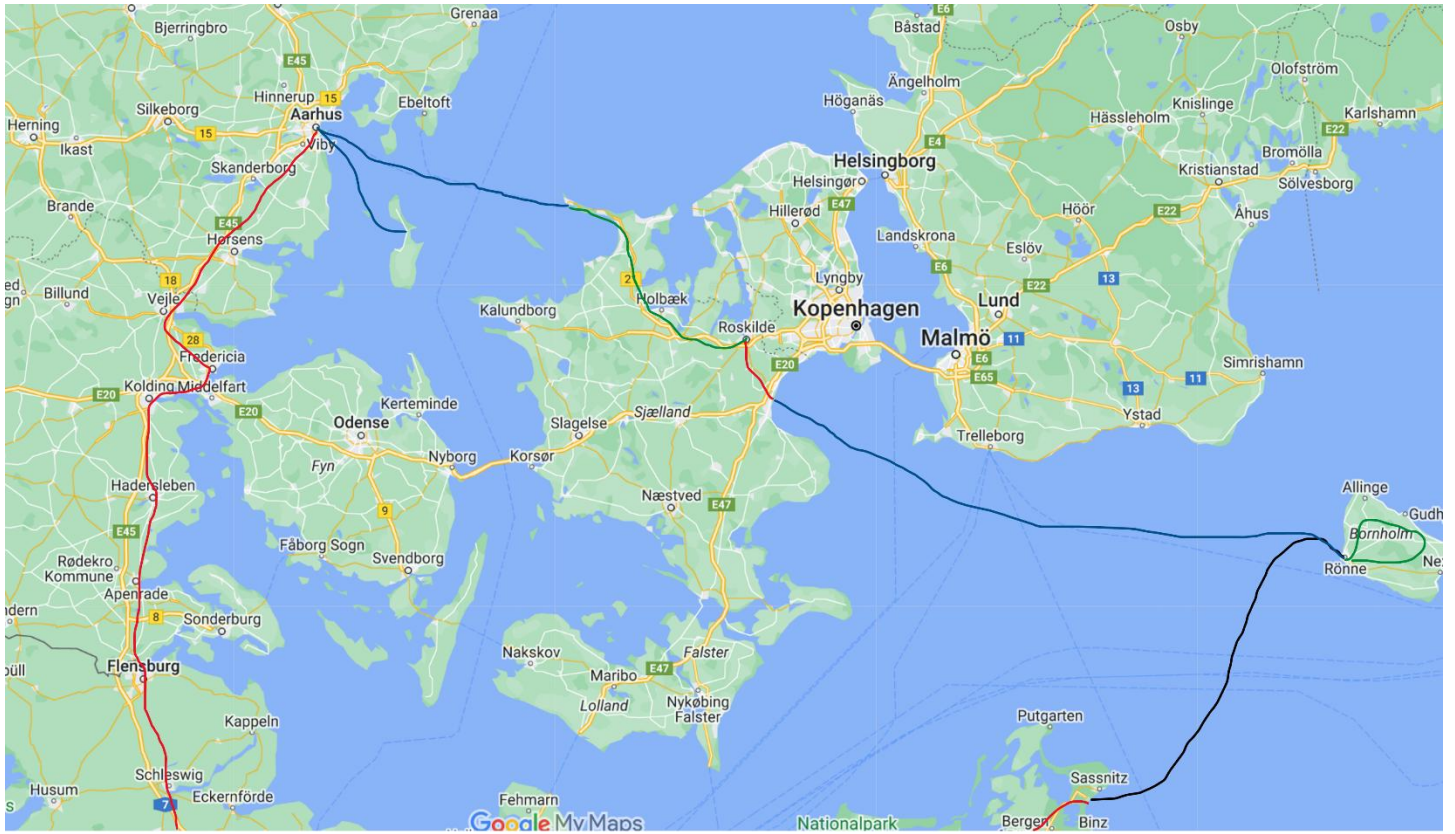 Bjerringbro
Grenaa
E6
Båstad
Osby
E45
Ängelholm
Olofström
Hinnerup
15
Silkeborg
Aarhus
Ebeltoft
Höganäs
Hässleholm
Knislinge
Karlshamn
Herning
Ikast
15
Viby
E4
E22
Skanderborg
Helsingborg
Helsingør
Bromölla
Kristianstad
Sölvesborg
Brande
E45
Hillerød
E47
Höör
E22
Åhus
Horsens
Landskrona
Eslöv
18
E6
13
Billund
Vejle
Lyngby
E22
Holbæk
Lund
Kalundborg
Kopenhagen
28
Roskilde
Malmö
11
Fredericia
E20
E6
Simrishamn
E20
Kolding
Middelfart
E65
13
11
E20
Kerteminde
Sjælland
Ystad
Odense
Slagelse
Trelleborg
Fyn
Nyborg
Korsør
Hadersleben
Næstved
Allinge
9
E47
Gudh
E45
Bornholm
Fåborg Sogn
Svendborg
Rönne
Rødekro
Kommune
Apenrade
8
Sonderburg
Nakskov
Falster
Flensburg
Maribo
E47
Lolland
Nykøbing
Falster
Kappeln
Putgarten
Schleswig
Sassnitz
Husum
7
Eckernförde
Fehmarn
Google My Maps
Nationalpark
Bergen
Binz